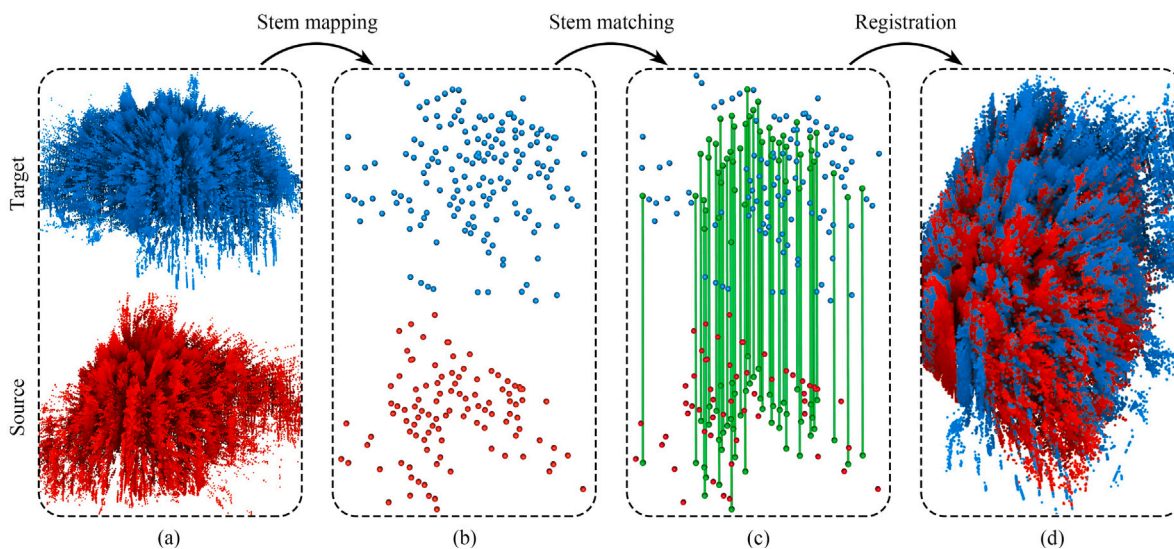 Stem mapping
Stem matching
Registration
Target
Source
(a)
(b)
(c)
(d)